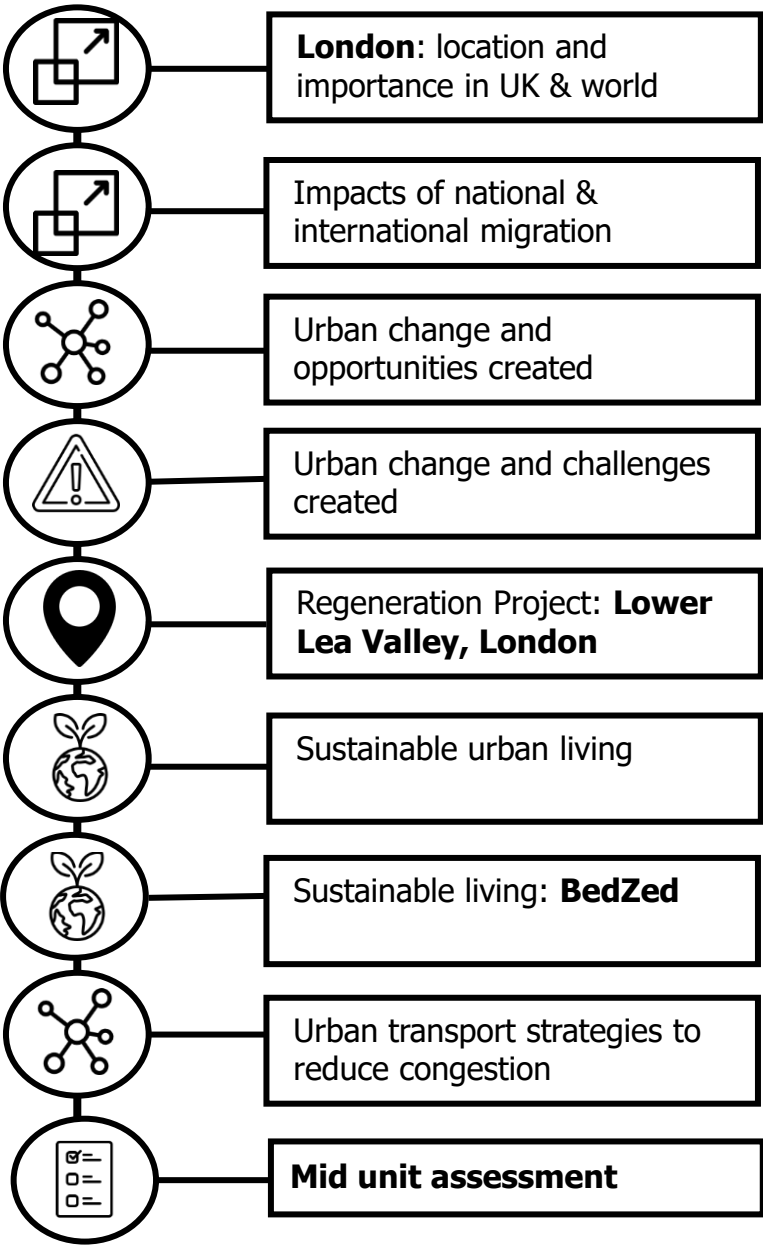 London: location and
importance in UK & world
Impacts of national &
international migration
Urban change and
opportunities created
Urban change and challenges
created
Regeneration Project: Lower
Lea Valley, London
Sustainable urban living
Sustainable living: BedZed
Urban transport strategies to
reduce congestion
Mid unit assessment